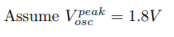 Assume $V_{osc}^{peak} = 1.8V$